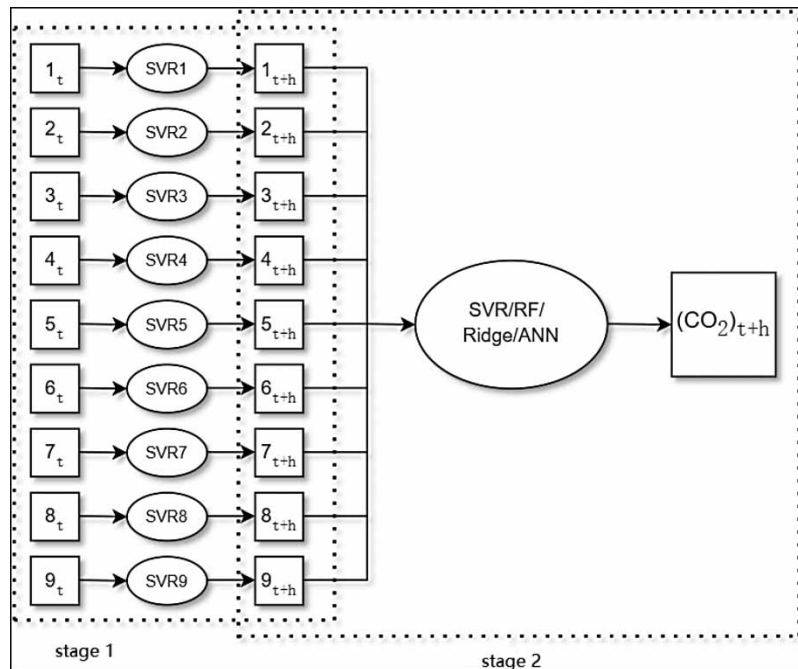 1t
SVR1
1t+h
2t
SVR2
2t+h
3t
SVR3
3t+h
4t
SVR4
4t+h
5t
SVR5
5t+h
6t
SVR6
6t+h
7t
SVR7
7t+h
8t
SVR8
8t+h
9t
SVR9
9t+h
SVR/RF/
Ridge/ANN
(CO2)t+h
stage 1
stage 2